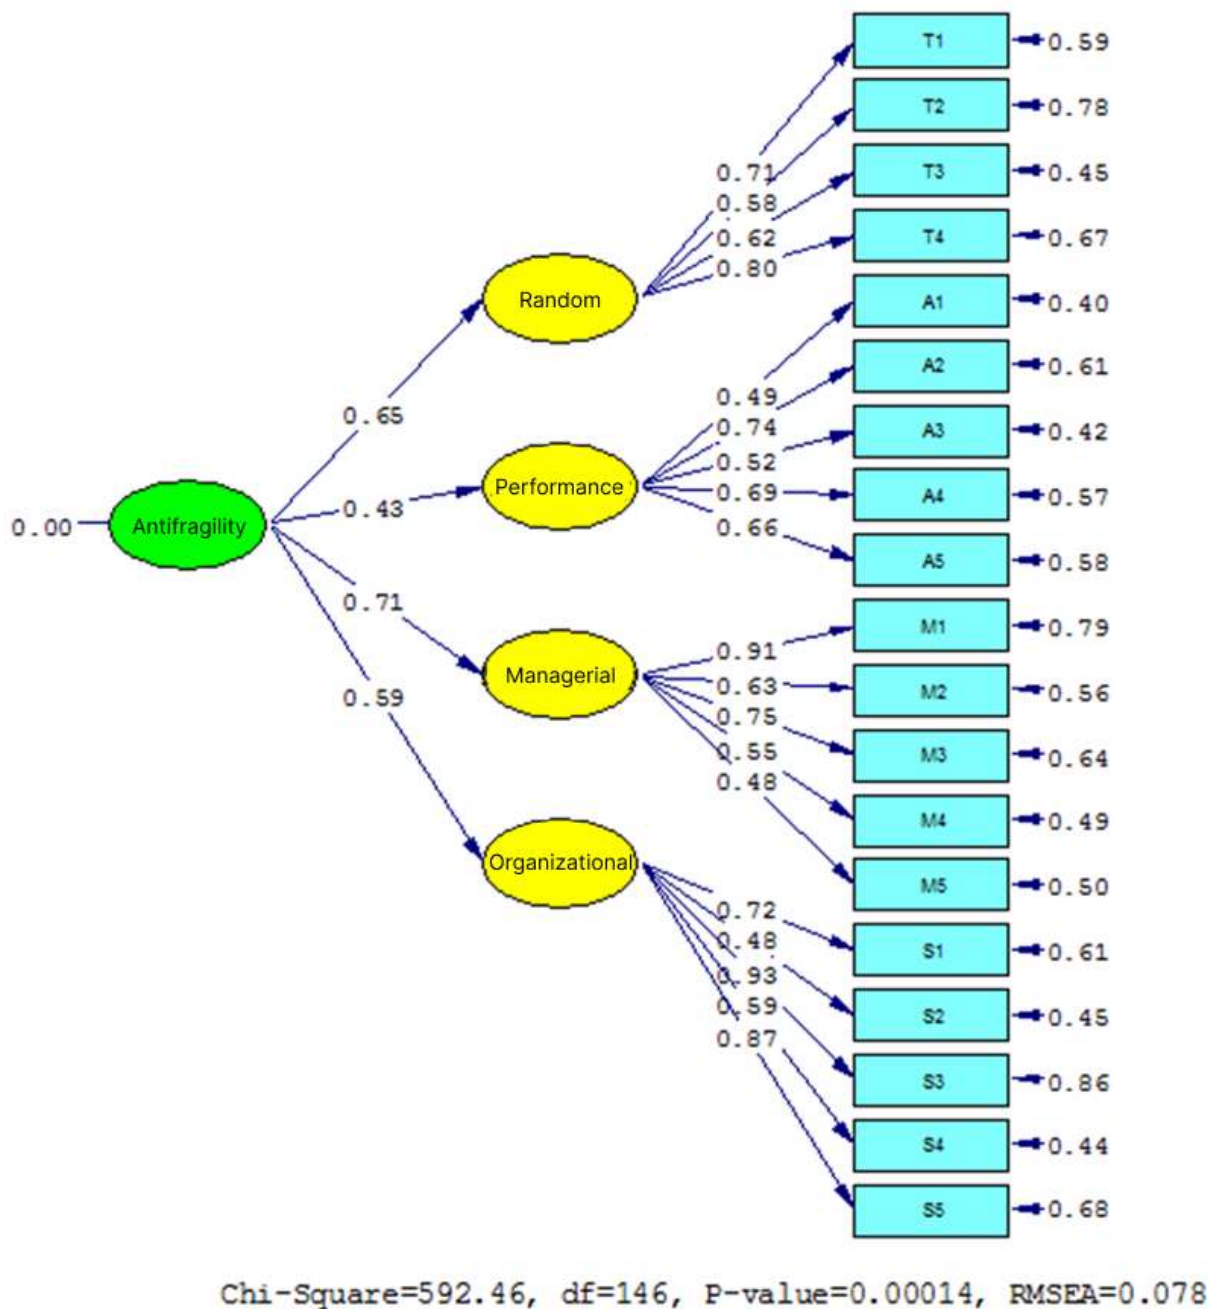 T1
0.59
T2
0.78
0.71
T3
0.45
0.58
0.62
T4
0.67
0.80
Random
A1
0.40
A2
0.61
0.49
0.65
0.74
A3
0.42
0.52
Performance
0.69
A4
0.57
0.43
0.66
0.00
Antifragility
A5
0.58
0.71
M1
0.79
0.91
Managerial
0.63
M2
0.56
0.59
0.75
0.55
M3
0.64
0.48
M4
0.49
Organizational
M5
0.50
0.72
0.48
S1
0.61
0.93
0.59
S2
0.45
0.87
S3
0.86
S4
0.44
S5
0.68
Chi-Square=592.46, df=146, P-value=0.00014, RMSEA=0.078